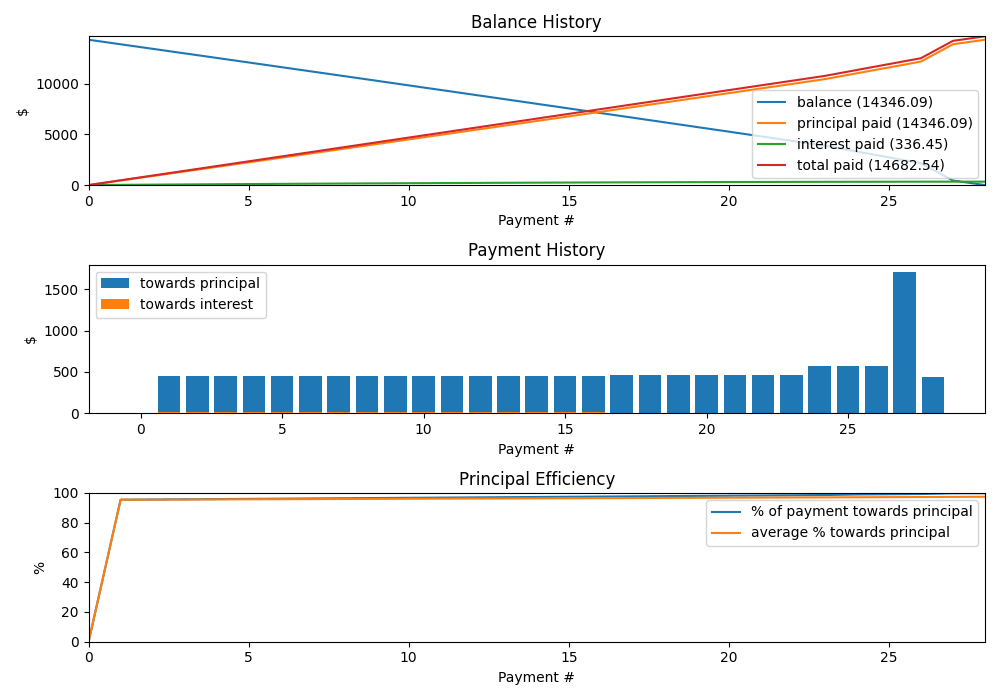 Balance History
10000
5000
0
$
balance (14346.09)
principal paid (14346.09)
interest paid (336.45)
total paid (14682.54)
0 5 10 15 20 25
Payment #
Payment History
1500
1000
500
0
$
towards principal
towards interest
0 5 10 15 20 25
Payment #
Principal Efficiency
100
80
60
40
20
0
%
% of payment towards principal
average % towards principal
0 5 10 15 20 25
Payment #